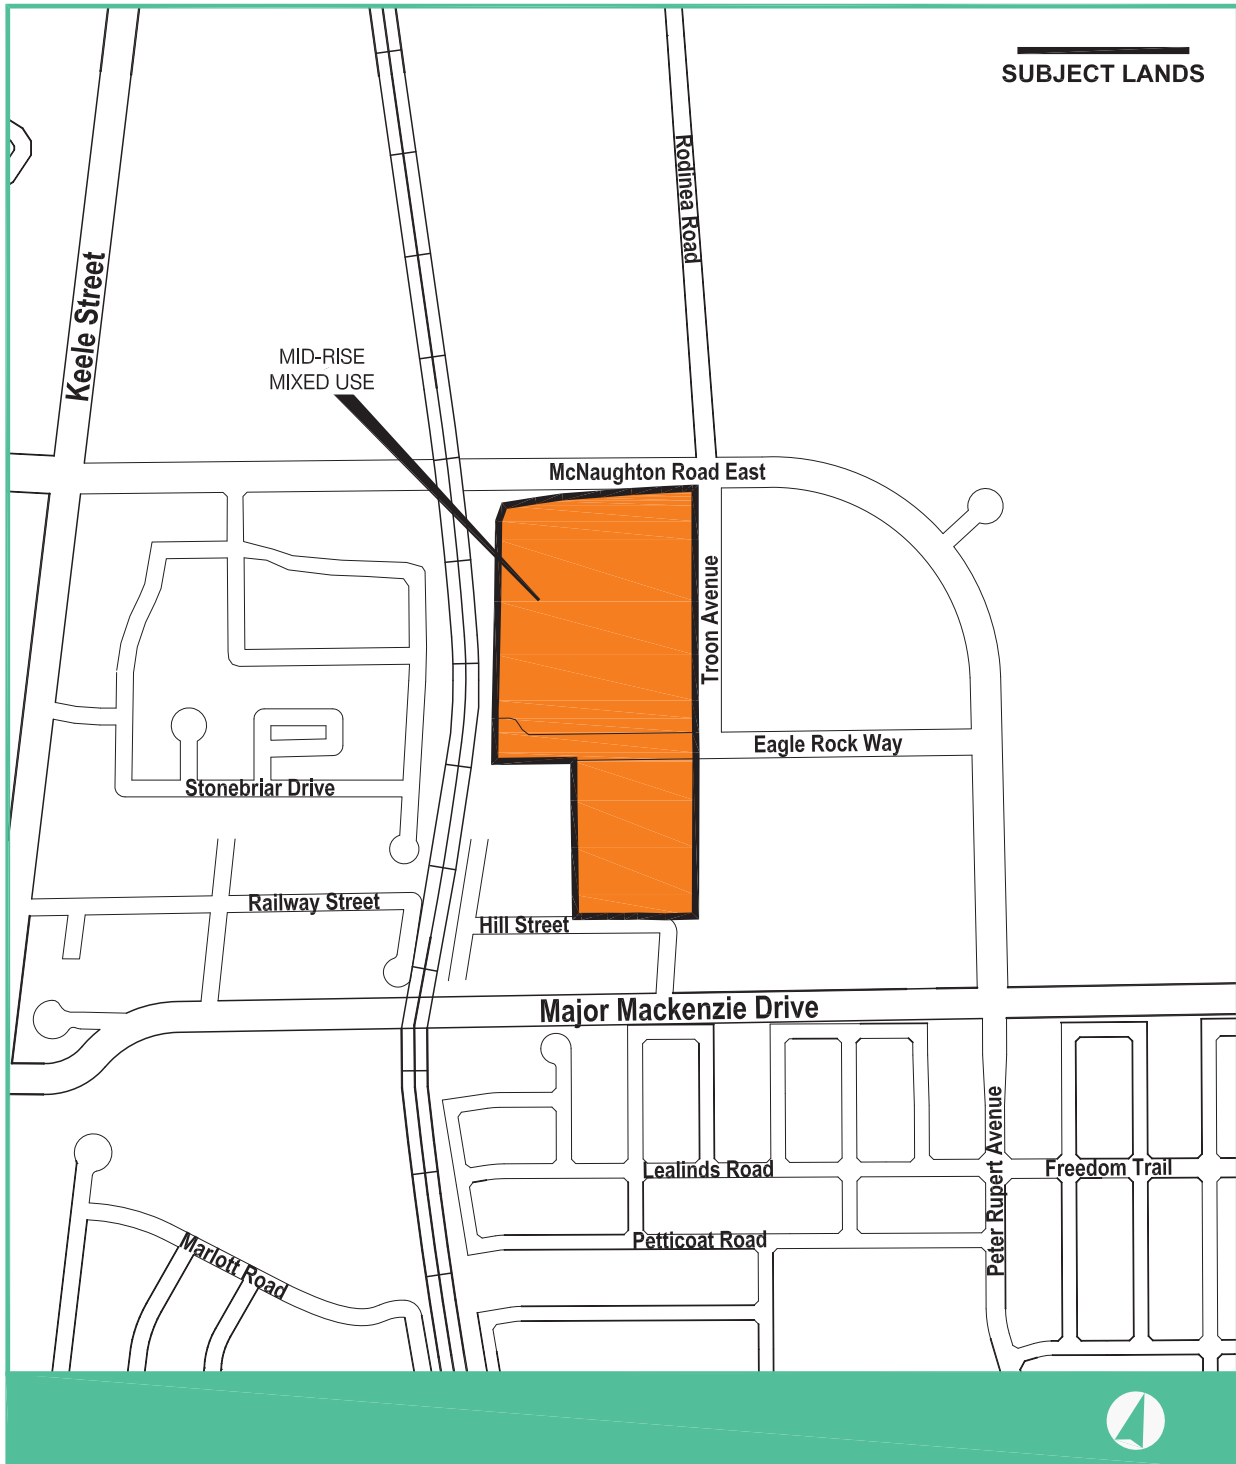 SUBJECT LANDS
Rodinea Road
Keele Street
MID-RISE
MIXED USE
McNaughton Road East
Troon Avenue
Eagle Rock Way
Stonebriar Drive
Railway Street
Hill Street
Major Mackenzie Drive
Peter Rupert Avenue
Lealinds Road
Freedom Trail
Petticoat Road
Marlott Road